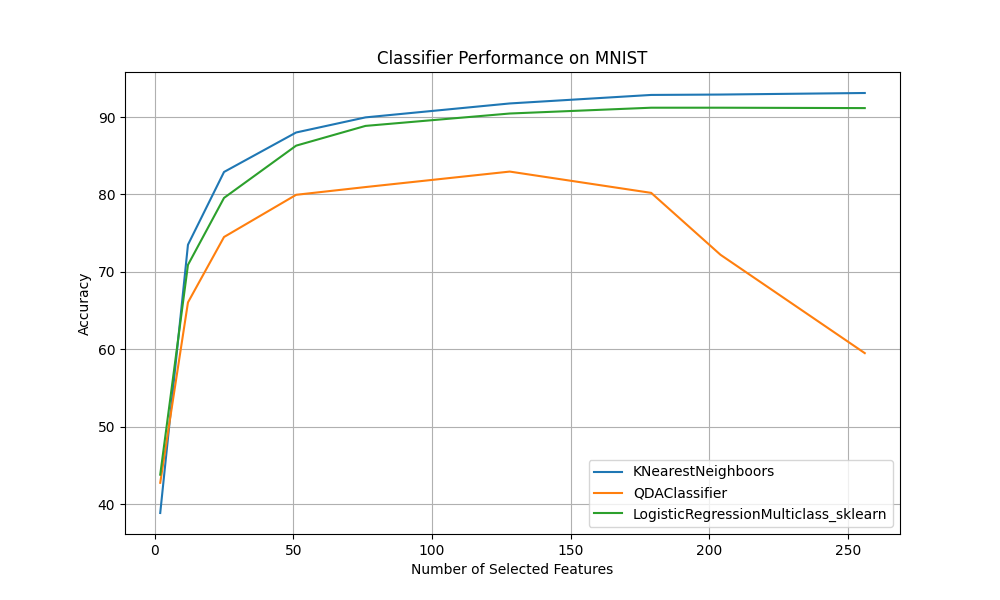 Classifier Performance on MNIST
Accuracy
90
80
70
60
50
40
0 50 100 150 200 250
Number of Selected Features
KNearestNeighboors
QDAClassifier
LogisticRegressionMulticlass_sklearn